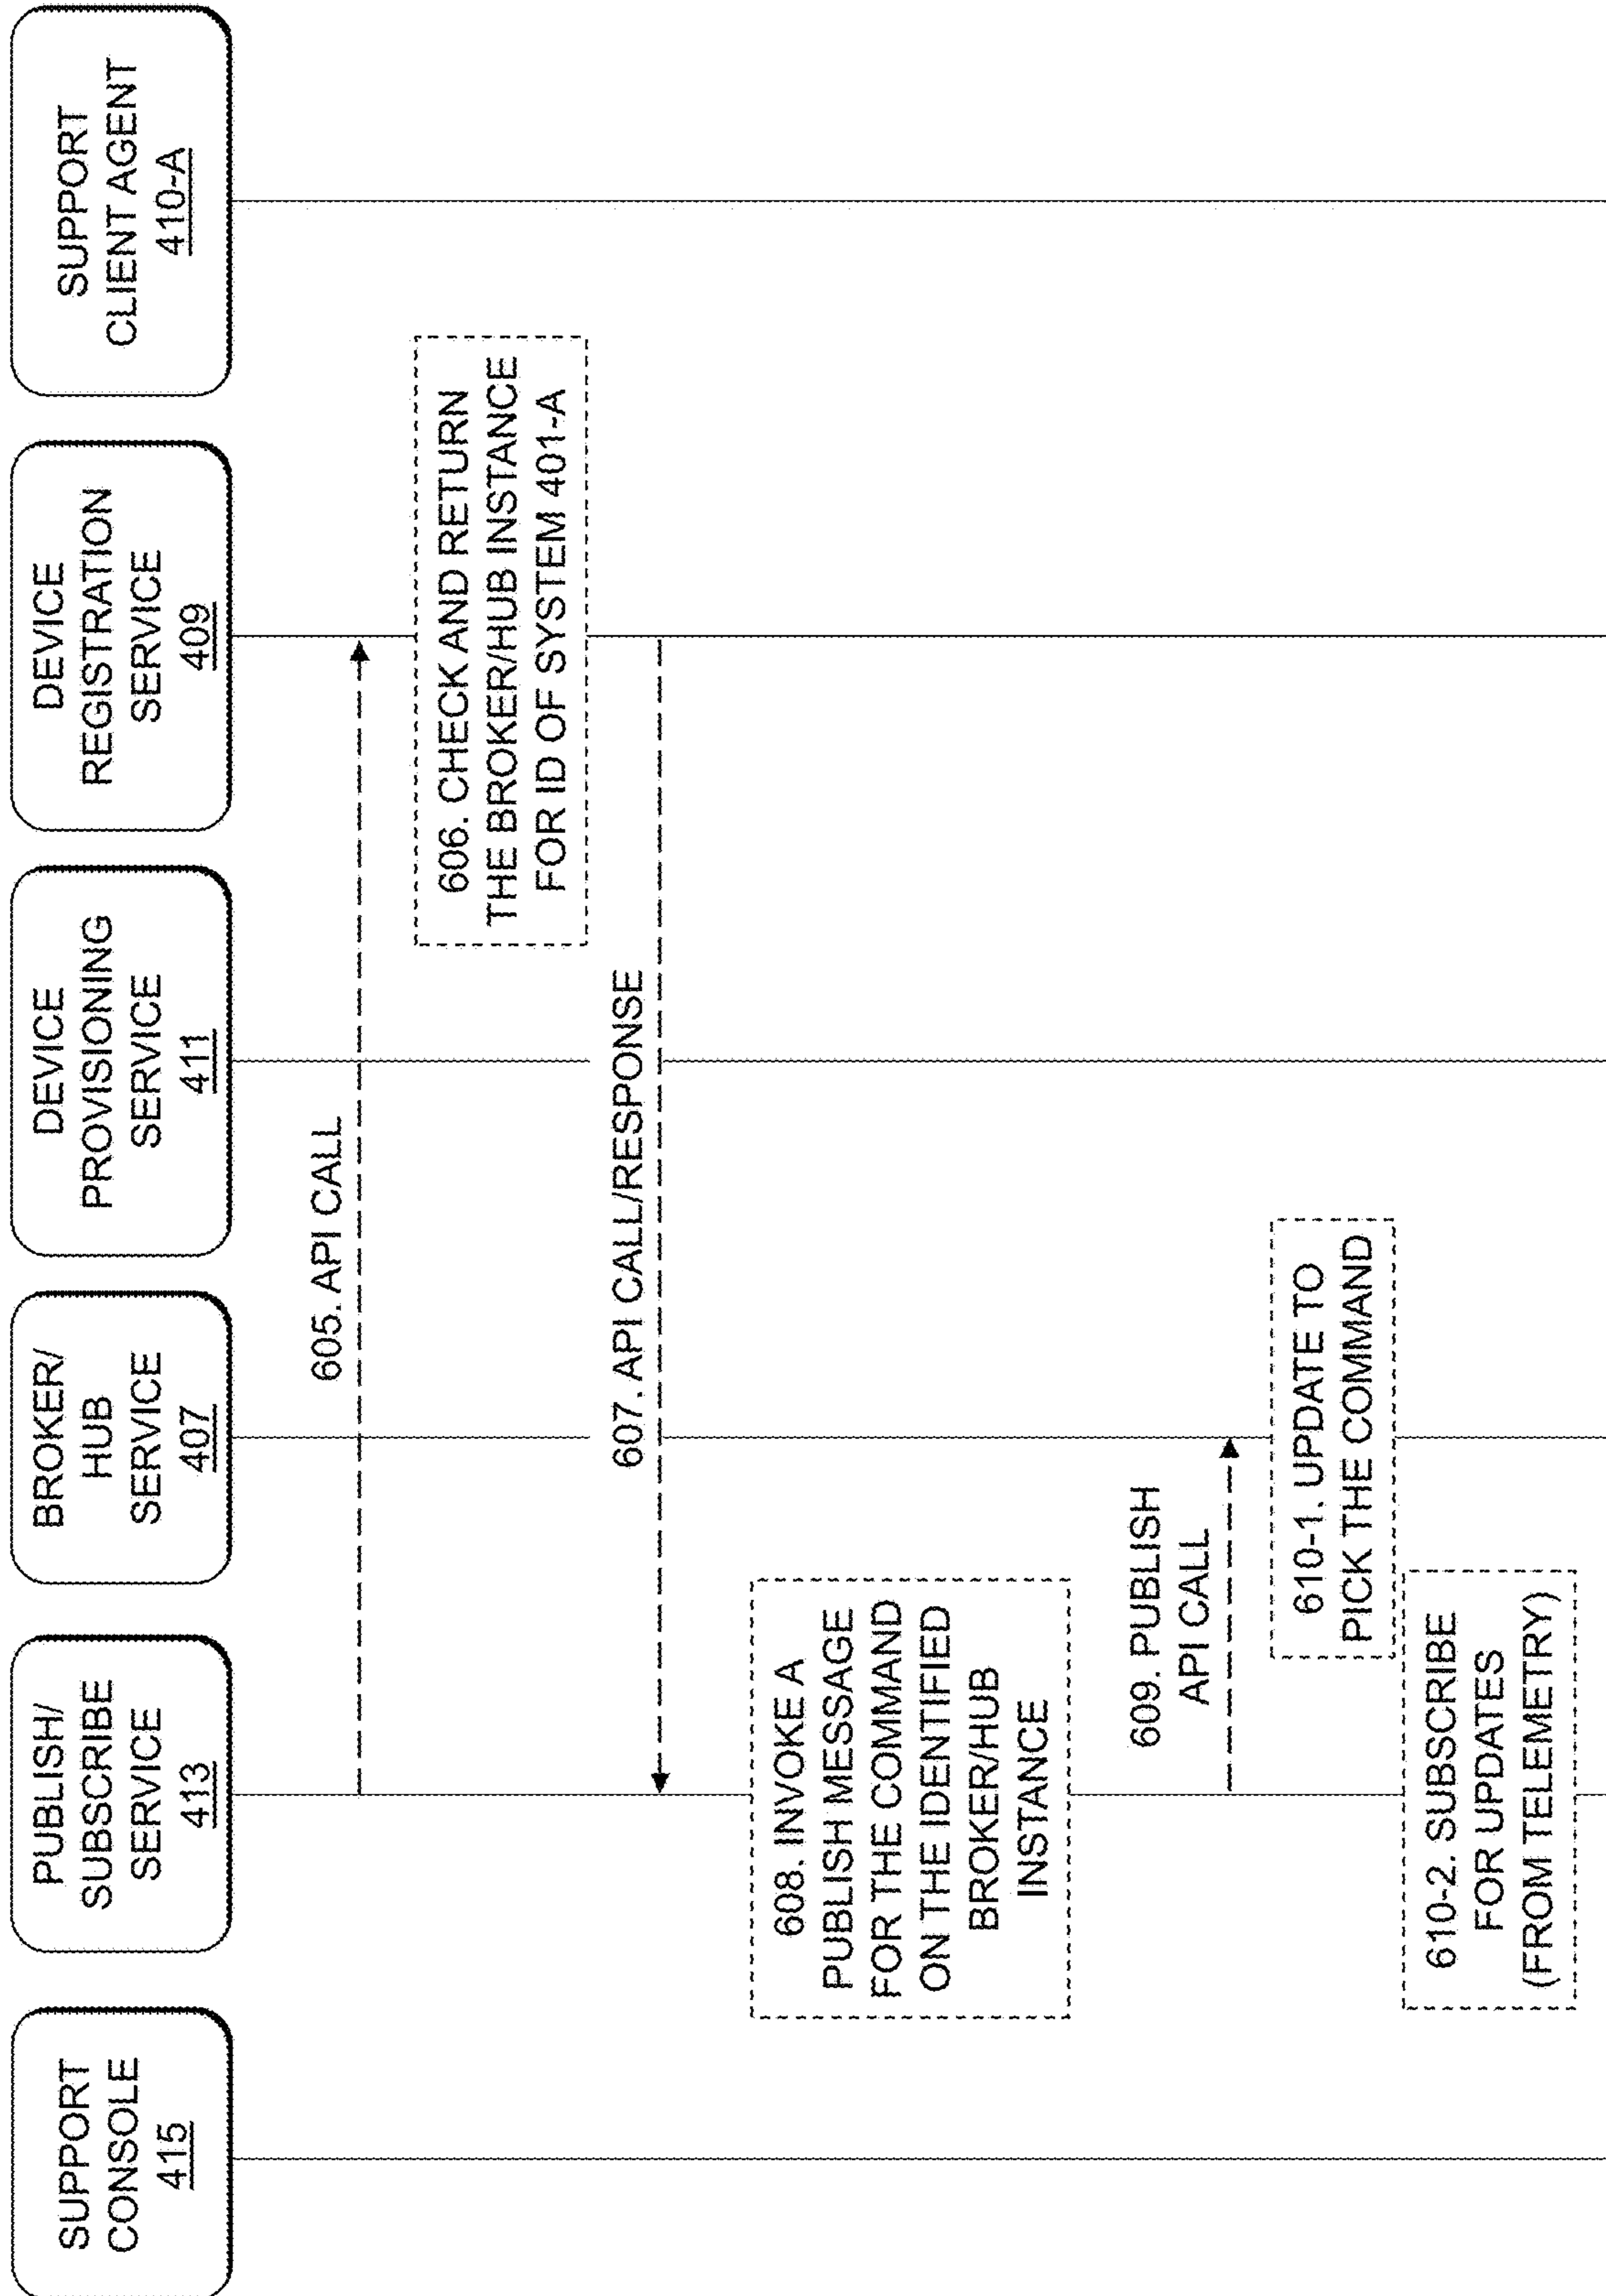 SUPPORT
CONSOLE
415
PUBLISH/
SUBSCRIBE
SERVICE
413
BROKER/
HUB
SERVICE
407
DEVICE
PROVISIONING
SERVICE
411
DEVICE
REGISTRATION
SERVICE
409
SUPPORT
CLIENT AGENT
410-A
605. API CALL
606. CHECK AND RETURN
THE BROKER/HUB INSTANCE
FOR ID OF SYSTEM 401-A
607. API CALL/RESPONSE
608. INVOKE A
PUBLISH MESSAGE
FOR THE COMMAND
ON THE IDENTIFIED
BROKER/HUB
INSTANCE
609. PUBLISH
API CALL
610-1. UPDATE TO
PICK THE COMMAND
610-2. SUBSCRIBE
FOR UPDATES
(FROM TELEMETRY)